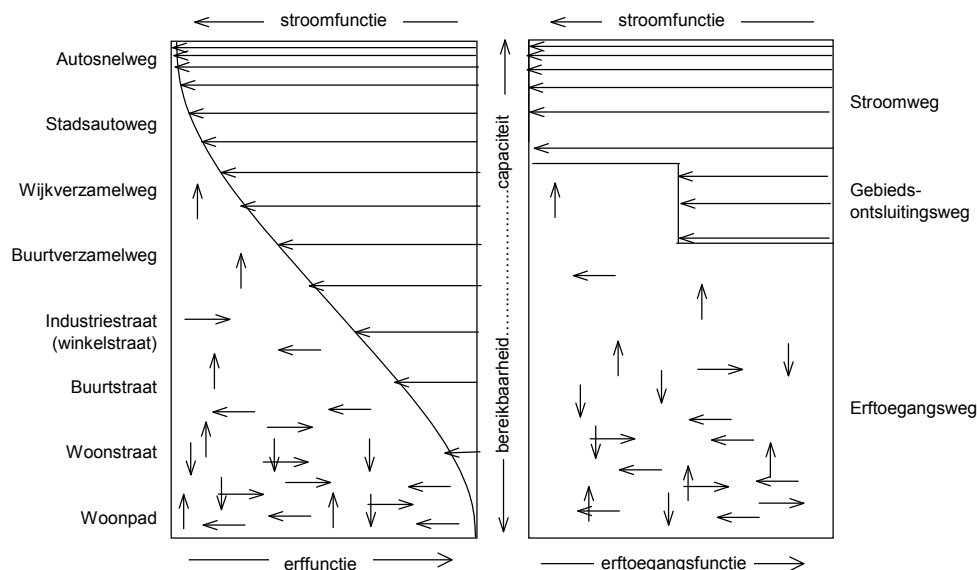 stroomfunctie
Autosnelweg
Stadsautoweg
Wijkverzamelweg
Buurtverzamelweg
Industriestraat
(winkelstraat)
Buurtstraat
Woonstraat
Woonpad
erffunctie
bereikbaarheid
capaciteit
stroomfunctie
Stroomweg
Gebieds-
ontsluitingsweg
Erftoegangsweg
erftoegangsfunctie